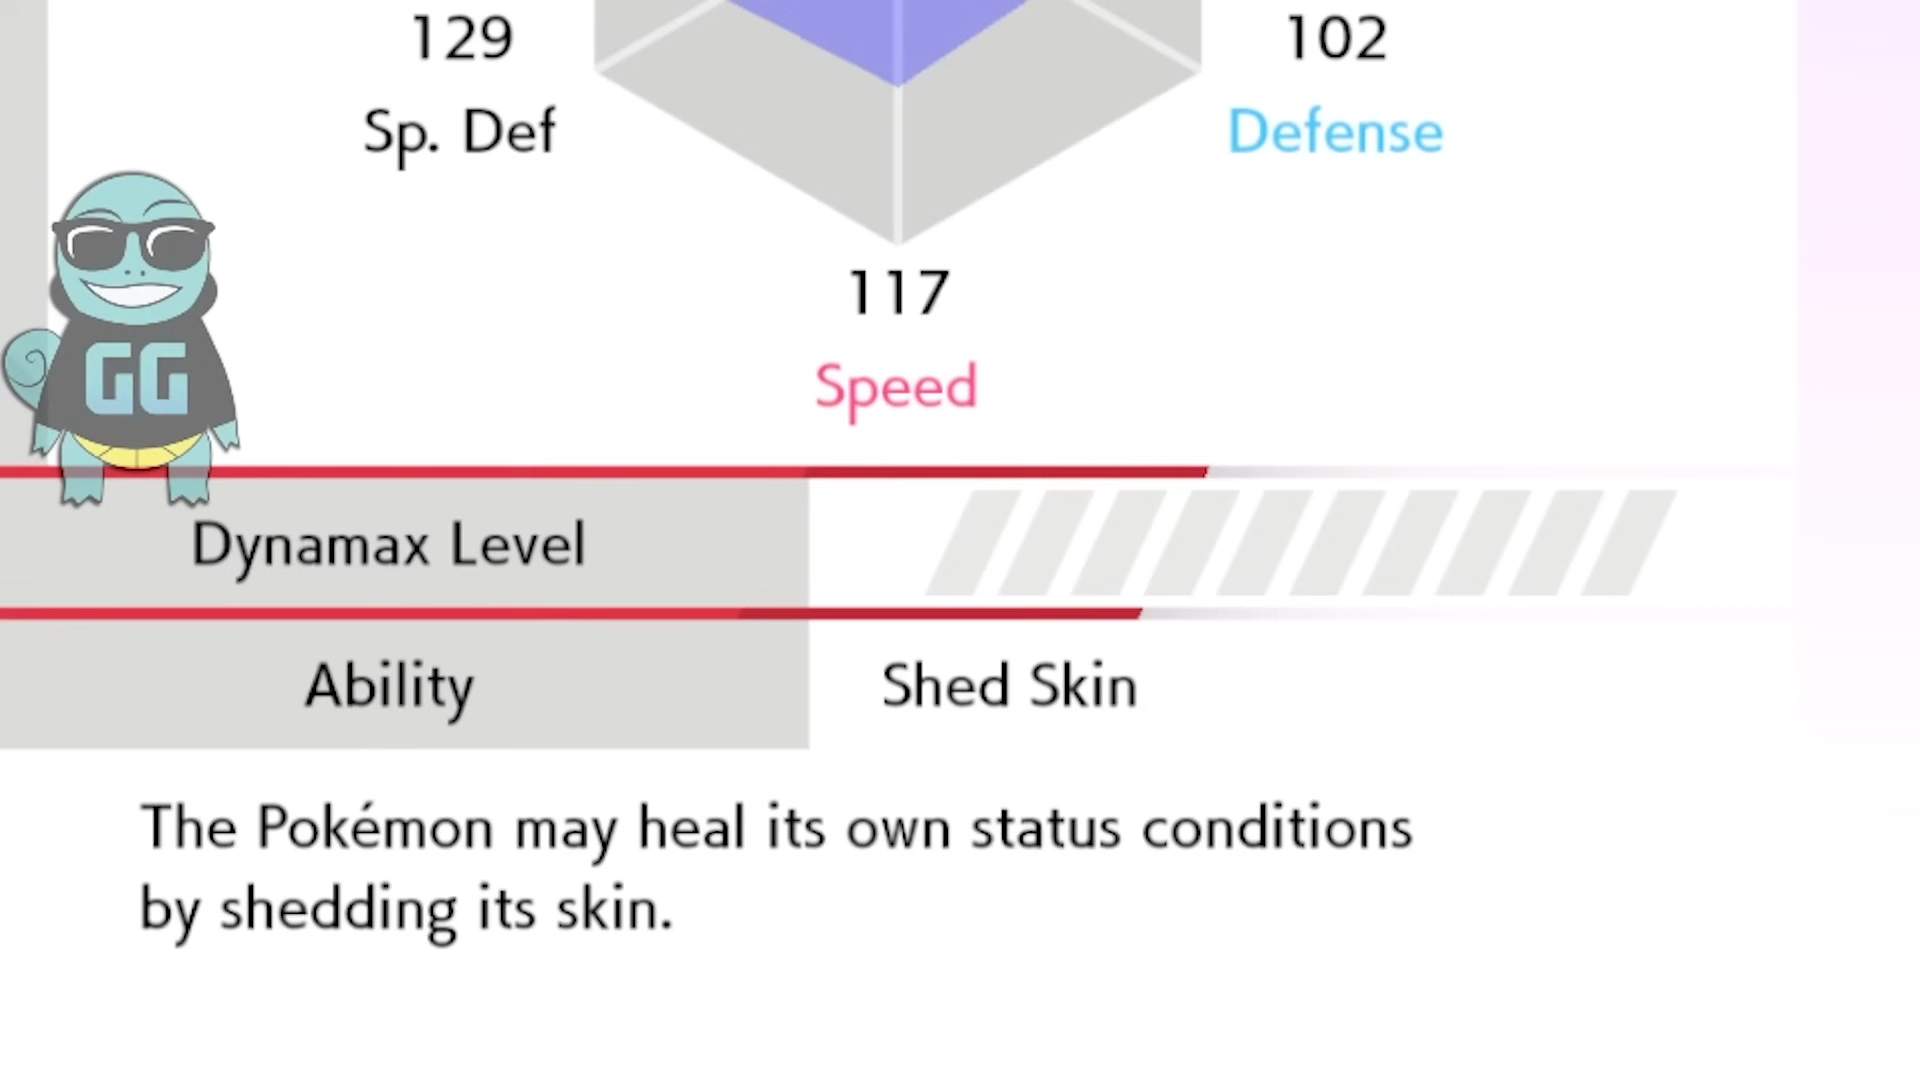 129
102
Sp. Def
Defense
117
Speed
GG
Dynamax Level
Ability
Shed Skin
The Pokémon may heal its own status conditions
by shedding its skin.